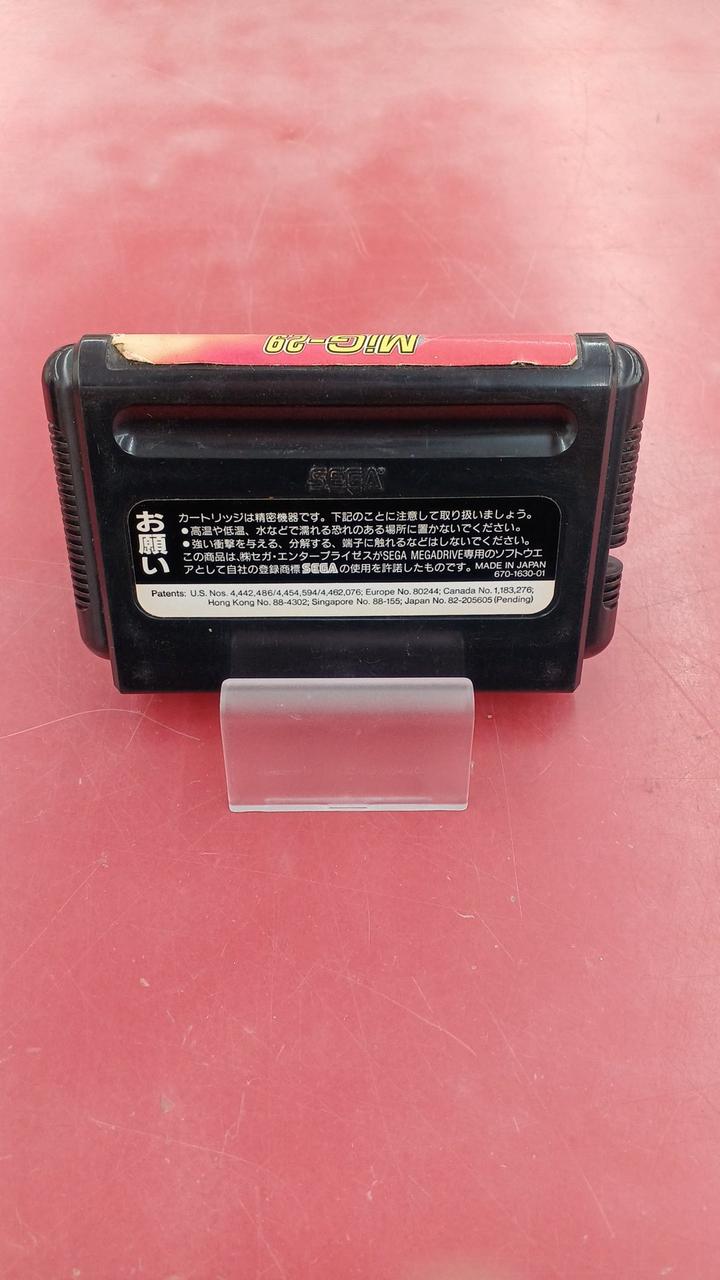 MiG-29
SEGA
お願い
カートリッジは精密機器です。下記のことに注意して取り扱いましょう。
●高温や低温、水などで濡れる恐れのある場所に置かないでください。
●強い衝撃を与える、分解する、端子に触れるなどはしないでください。
この商品は、㈱セガ・エンタープライゼスがSEGA MEGADRIVE専用のソフトウエ
アとして自社の登録商標SEGAの使用を許諾したものです。MADE IN JAPAN
670-1630-01
Patents: U.S. Nos. 4,442,486/4,454,594/4,462,076; Europe No. 80244; Canada No. 1,183,276;
Hong Kong No. 88-4302; Singapore No. 88-155; Japan No. 82-205605 (Pending)